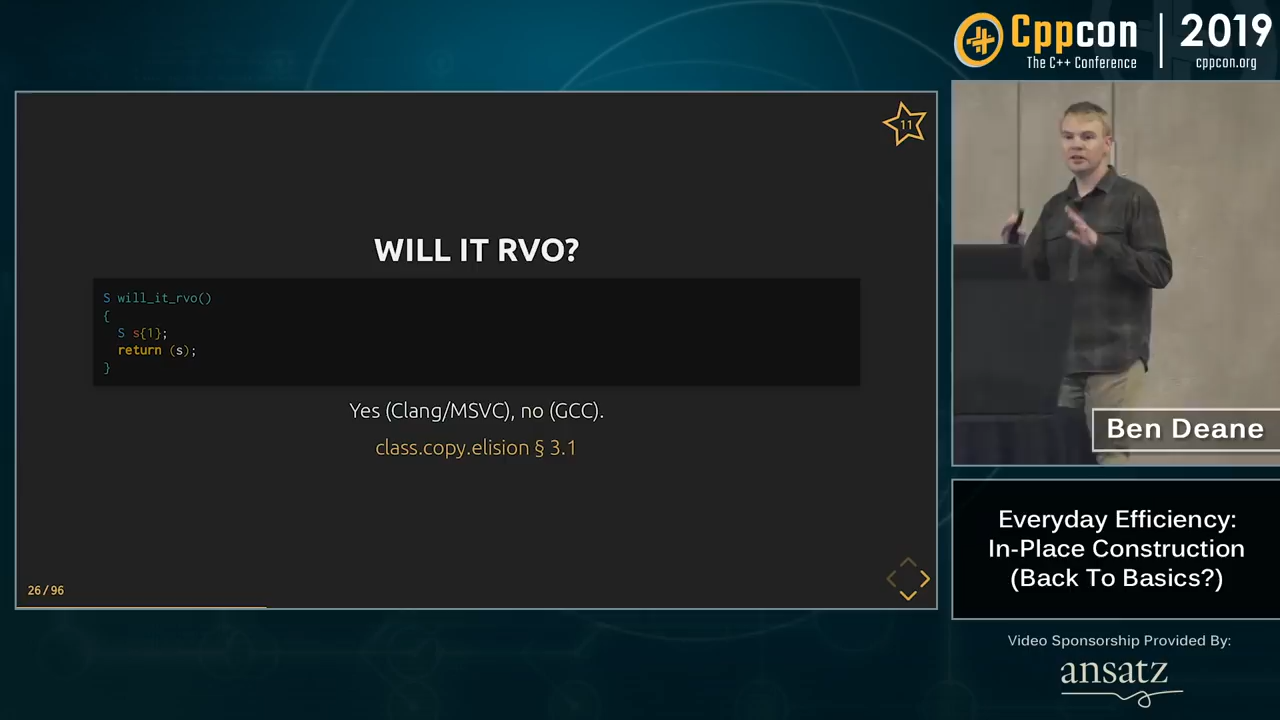 Cppcon
The C++ Conference
2019
cppcon.org
11
WILL IT RVO?
S will_it_rvo()
{
S s{1};
return (s);
}
Yes (Clang/MSVC), no (GCC).
class.copy.elision § 3.1
26/96
Ben Deane
Everyday Efficiency:
In-Place Construction
(Back To Basics?)
Video Sponsorship Provided By:
ansatz